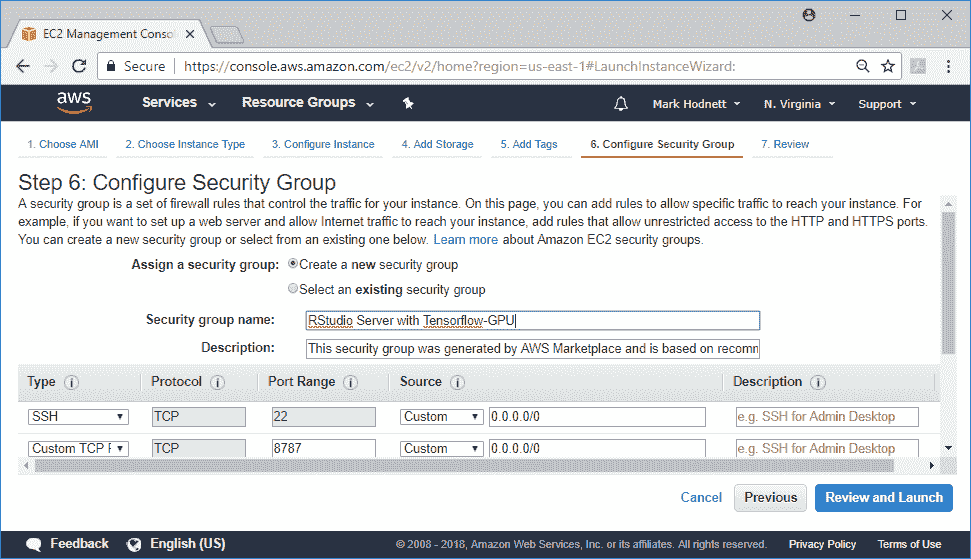 EC2 Management Consol
Secure https://console.aws.amazon.com/ec2/v2/home?region=us-east-1#LaunchInstanceWizard:
aws Services Resource Groups Mark Hodnett N. Virginia Support
1. Choose AMI 2. Choose Instance Type 3. Configure Instance 4. Add Storage 5. Add Tags 6. Configure Security Group 7. Review
Step 6: Configure Security Group
A security group is a set of firewall rules that control the traffic for your instance. On this page, you can add rules to allow specific traffic to reach your instance. For
example, if you want to set up a web server and allow Internet traffic to reach your instance, add rules that allow unrestricted access to the HTTP and HTTPS ports.
You can create a new security group or select from an existing one below. Learn more about Amazon EC2 security groups.
Assign a security group: Create a new security group
Select an existing security group
Security group name: RStudio Server with Tensorflow-GPU
Description: This security group was generated by AWS Marketplace and is based on recomm
Type Protocol Port Range Source Description
SSH TCP 22 Custom 0.0.0.0/0 e.g. SSH for Admin Desktop
Custom TCP F TCP 8787 Custom 0.0.0.0/0 e.g. SSH for Admin Desktop
Cancel Previous Review and Launch
Feedback English (US) © 2008 - 2018, Amazon Web Services, Inc. or its affiliates. All rights reserved. Privacy Policy Terms of Use